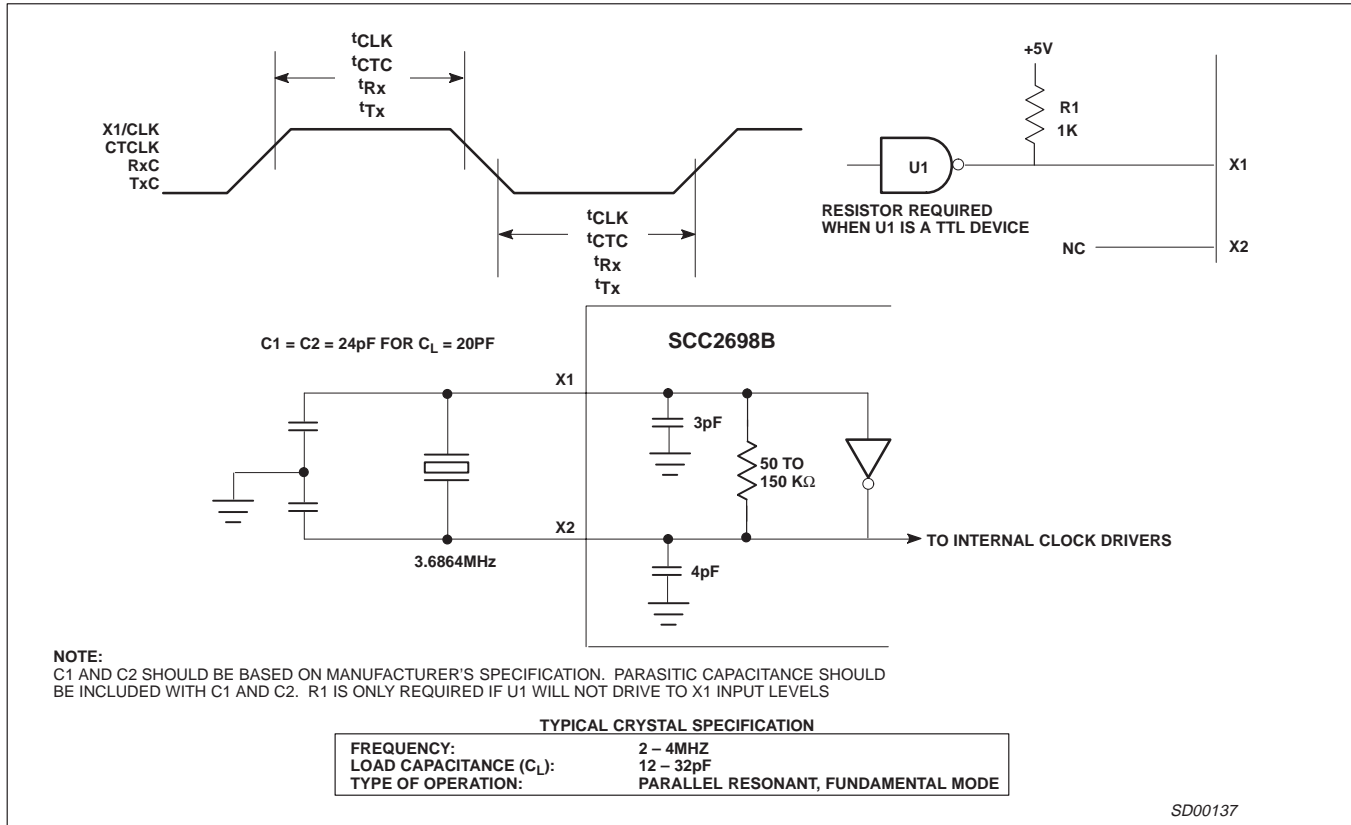 tCLK
tCTC
tRx
tTx
X1/CLK
CTCLK
RxC
TxC
tCLK
tCTC
tRx
tTx
+5V
R1
1K
U1
X1
RESISTOR REQUIRED
WHEN U1 IS A TTL DEVICE
NC
X2
C1 = C2 = 24pF FOR CL = 20PF
SCC2698B
X1
3pF
50 TO
150 KΩ
X2
TO INTERNAL CLOCK DRIVERS
3.6864MHz
4pF
NOTE:
C1 AND C2 SHOULD BE BASED ON MANUFACTURER'S SPECIFICATION. PARASITIC CAPACITANCE SHOULD
BE INCLUDED WITH C1 AND C2. R1 IS ONLY REQUIRED IF U1 WILL NOT DRIVE TO X1 INPUT LEVELS
TYPICAL CRYSTAL SPECIFICATION
FREQUENCY: 2 – 4MHZ
LOAD CAPACITANCE (CL): 12 – 32pF
TYPE OF OPERATION: PARALLEL RESONANT, FUNDAMENTAL MODE
SD00137